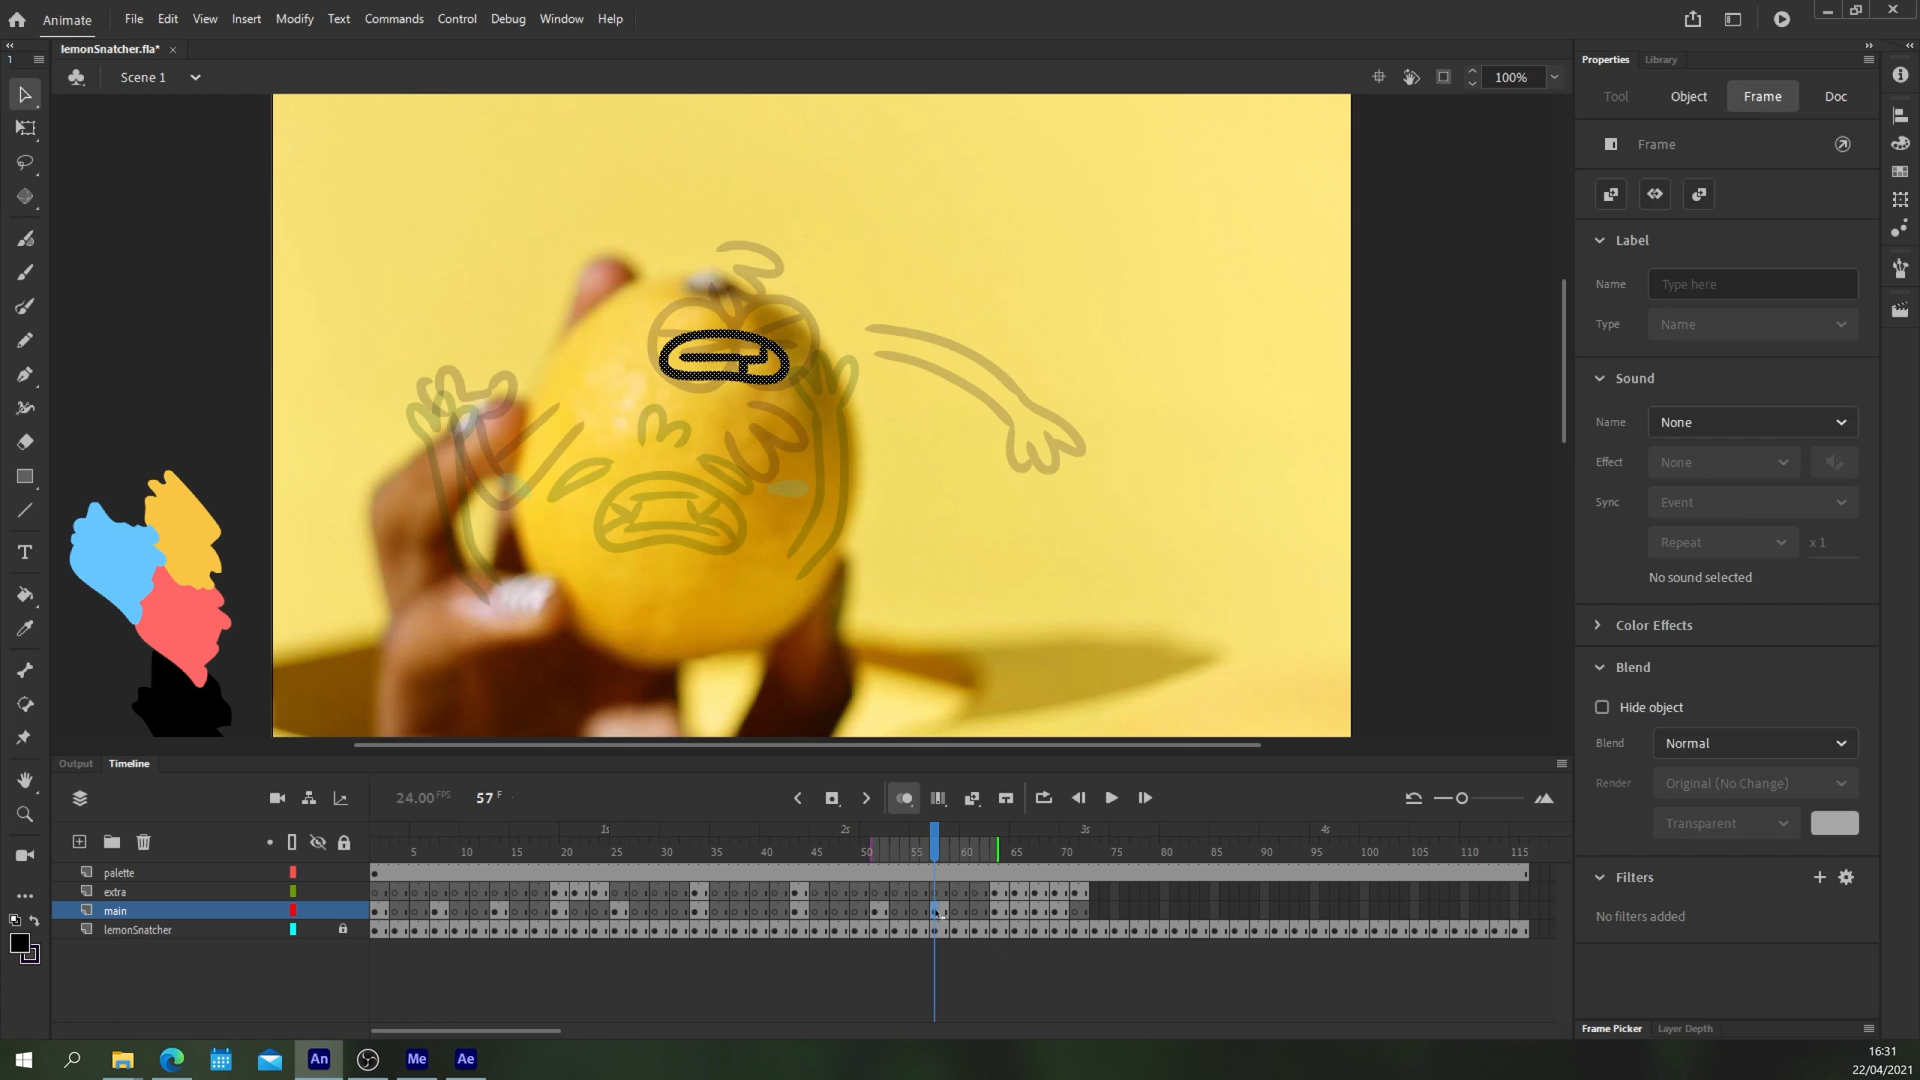 Animate File Edit View Insert Modify Text Commands Control Debug Window Help
lemonSnatcher.fla*
1
Scene 1 100%
Properties Library
Tool Object Frame Doc
Frame
Label
Name Type here
Type Name
Sound
Name None
Effect None
Sync Event
Repeat x 1
No sound selected
Color Effects
Blend
Hide object
Blend Normal
Render Original (No Change)
Transparent
Filters
No filters added
Frame Picker Layer Depth
Output Timeline
24.00 FPS 57 F
1s 2s 3s 4s
5 10 15 20 25 30 35 40 45 50 55 60 65 70 75 80 85 90 95 100 105 110 115
palette
extra
main
lemonSnatcher
An Me Ae
16:31
22/04/2021